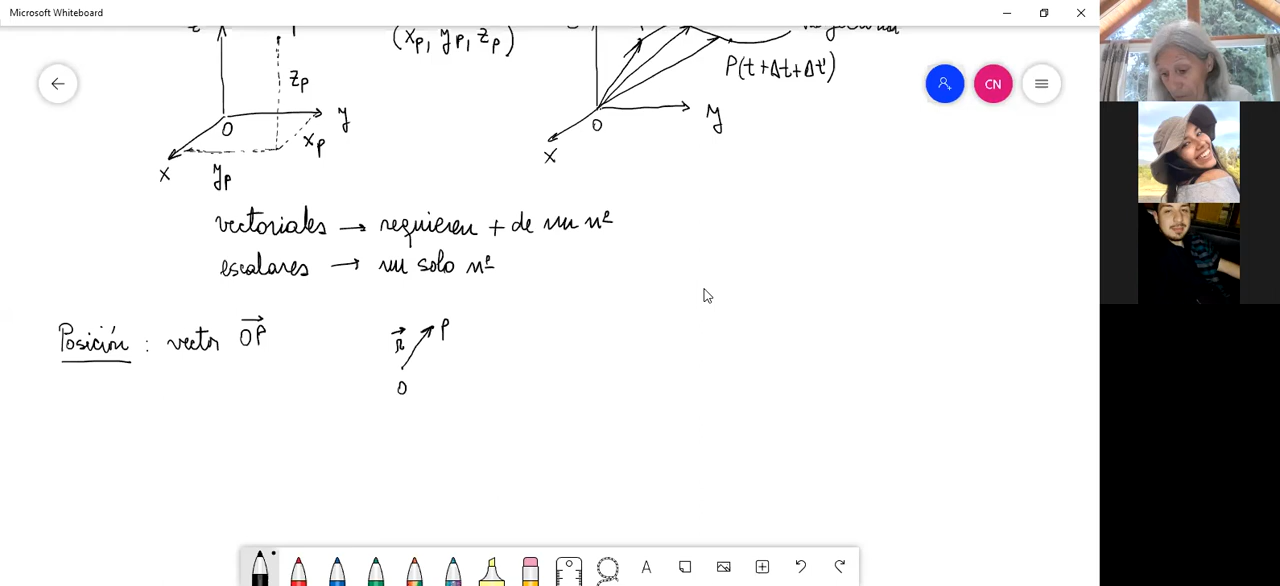 Microsoft Whiteboard
(xp, yp, zp)
zp
O
y
xp
x
yp
P(t+Δt+Δt')
O
y
x
CN
vectoriales → requieren + de un nº
escalares → un solo nº
Posición : vector OP⃗
r⃗
P
O
A